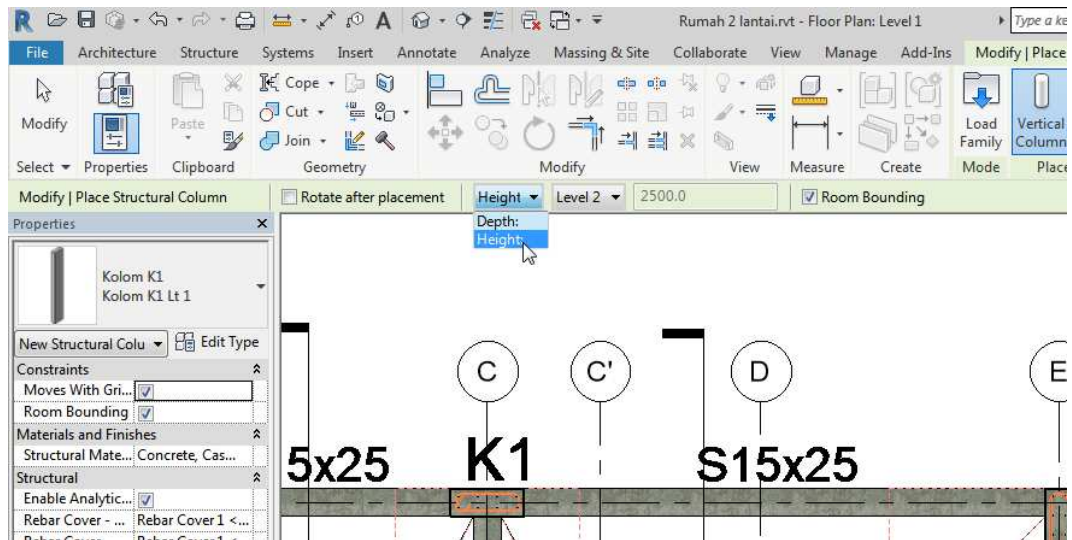 Rumah 2 lantai.rvt - Floor Plan: Level 1
Type a ke
File Architecture Structure Systems Insert Annotate Analyze Massing & Site Collaborate View Manage Add-Ins Modify | Place
Modify
Paste
Cope
Cut
Join
Load Family
Vertical Column
Select Properties Clipboard Geometry Modify View Measure Create Mode Place
Modify | Place Structural Column
Rotate after placement
Height
Level 2
2500.0
Room Bounding
Depth:
Height:
Properties
Kolom K1
Kolom K1 Lt 1
New Structural Colu
Edit Type
Constraints
Moves With Gri...
Room Bounding
Materials and Finishes
Structural Mate... Concrete, Cas...
Structural
Enable Analytic...
Rebar Cover - ... Rebar Cover 1 <...
C C' D E
5x25 K1 S15x25